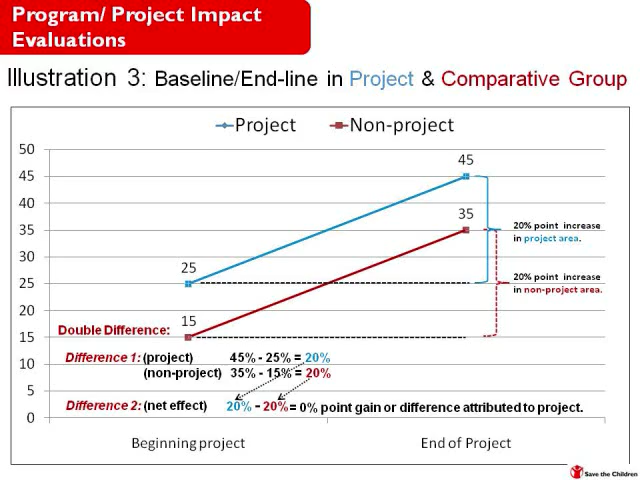 Program/ Project Impact
Evaluations
Illustration 3: Baseline/End-line in Project & Comparative Group
Project Non-project
50
45
40
35
30
25
20
15
10
5
0
45
35
25
15
20% point increase
in project area.
20% point increase
in non-project area.
Double Difference:
Difference 1: (project) 45% - 25% = 20%
(non-project) 35% - 15% = 20%
Difference 2: (net effect) 20% - 20% = 0% point gain or difference attributed to project.
Beginning project End of Project
Save the Children